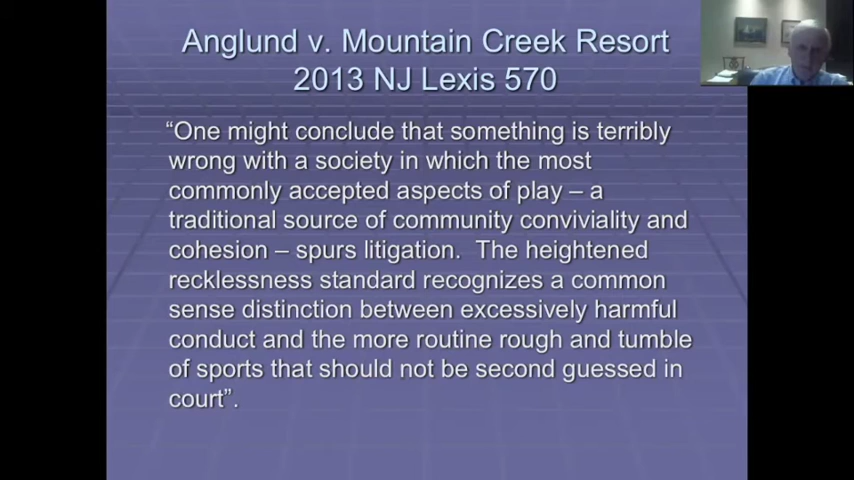 Anglund v. Mountain Creek Resort
2013 NJ Lexis 570
“One might conclude that something is terribly
wrong with a society in which the most
commonly accepted aspects of play – a
traditional source of community conviviality and
cohesion – spurs litigation.  The heightened
recklessness standard recognizes a common
sense distinction between excessively harmful
conduct and the more routine rough and tumble
of sports that should not be second guessed in
court”.